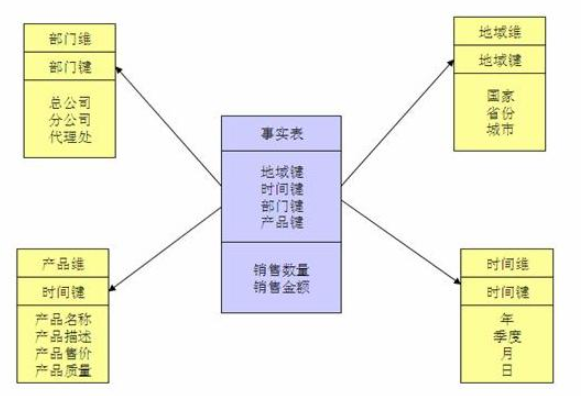 部门维
部门键
总公司
分公司
代理处
地域维
地域键
国家
省份
城市
事实表
地域键
时间键
部门键
产品键
销售数量
销售金额
产品维
时间键
产品名称
产品描述
产品售价
产品质量
时间维
时间键
年
季度
月
日